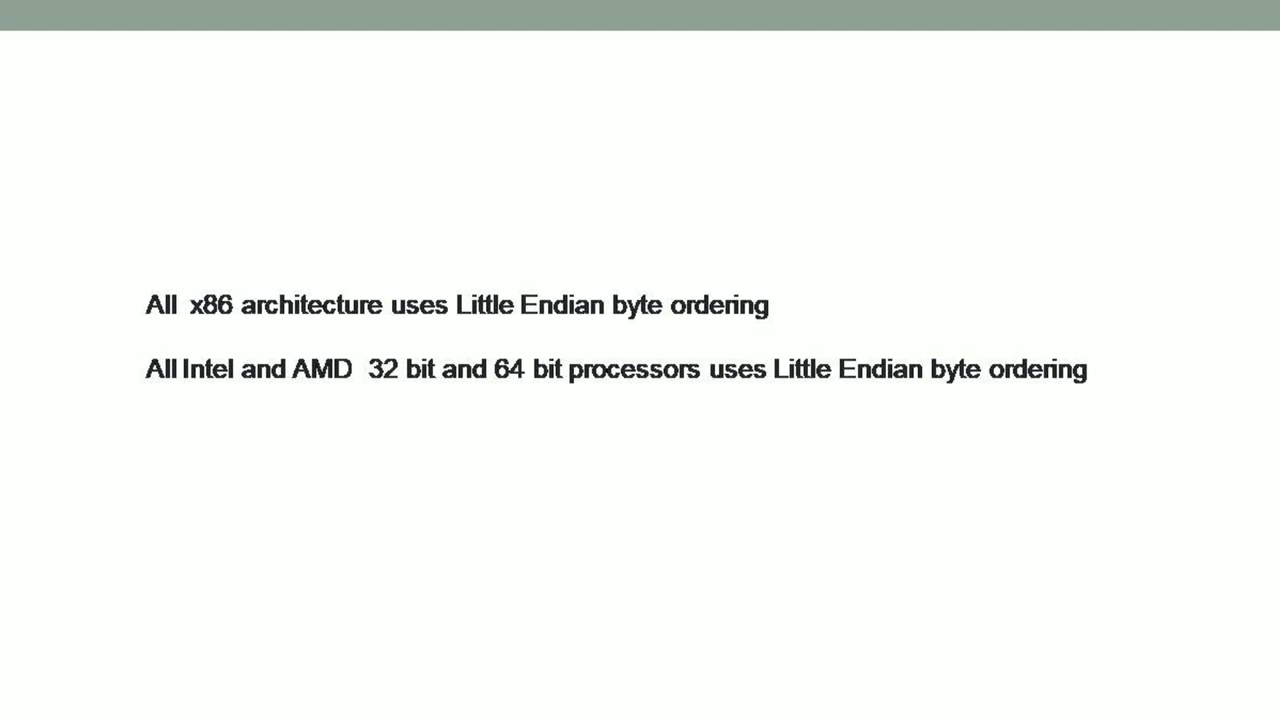 All x86 architecture uses Little Endian byte ordering
All Intel and AMD 32 bit and 64 bit processors uses Little Endian byte ordering